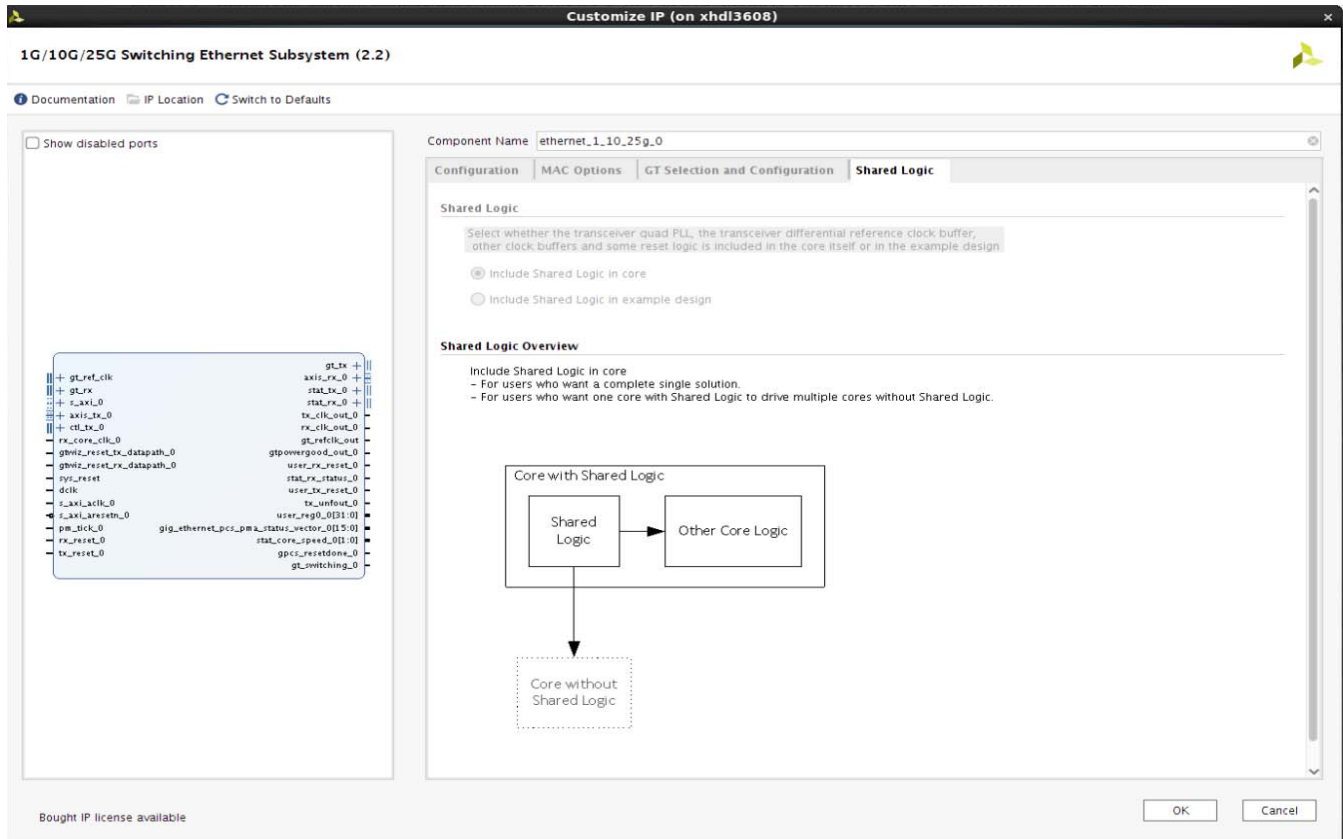 Customize IP (on xhdl3608)
1G/10G/25G Switching Ethernet Subsystem (2.2)
Documentation IP Location Switch to Defaults
Show disabled ports
Component Name ethernet_1_10_25g_0
Configuration MAC Options GT Selection and Configuration Shared Logic
Shared Logic
Select whether the transceiver quad PLL, the transceiver differential reference clock buffer,
other clock buffers and some reset logic is included in the core itself or in the example design
Include Shared Logic in core
Include Shared Logic in example design
Shared Logic Overview
Include Shared Logic in core
– For users who want a complete single solution.
– For users who want one core with Shared Logic to drive multiple cores without Shared Logic.
Core with Shared Logic
Shared
Logic
Other Core Logic
Core without
Shared Logic
gt_ref_clk
gt_rx
s_axi_0
axis_tx_0
ctl_tx_0
rx_core_clk_0
gtwiz_reset_tx_datapath_0
gtwiz_reset_rx_datapath_0
sys_reset
dclk
s_axi_aclk_0
s_axi_aresetn_0
pm_tick_0
rx_reset_0
tx_reset_0
gt_tx
axis_rx_0
stat_tx_0
stat_rx_0
tx_clk_out_0
rx_clk_out_0
gt_refclk_out
gtpowergood_out_0
user_rx_reset_0
stat_rx_status_0
user_tx_reset_0
tx_unfout_0
user_reg0_0[31:0]
gig_ethernet_pcs_pma_status_vector_0[15:0]
stat_core_speed_0[1:0]
gpcs_resetdone_0
gt_switching_0
Bought IP license available
OK Cancel